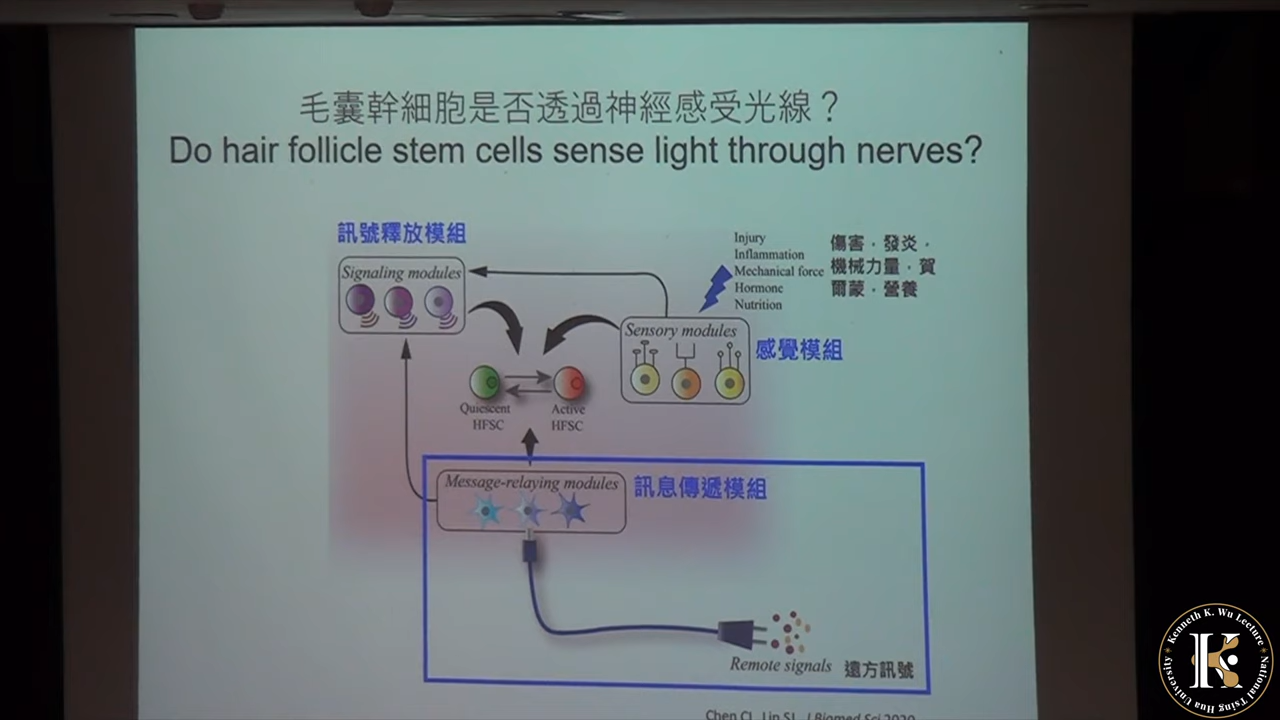 毛囊幹細胞是否透過神經感受光線？
Do hair follicle stem cells sense light through nerves?
訊號釋放模組
Signaling modules
Injury
Inflammation
Mechanical force
Hormone
Nutrition
傷害，發炎，
機械力量，賀
爾蒙，營養
Sensory modules
感覺模組
Quiescent
HFSC
Active
HFSC
Message-relaying modules
訊息傳遞模組
Remote signals
遠方訊號
Chen CL, Lin SJ, J Biomed Sci 2020
Kenneth K. Wu Lecture
National Tsing Hua University
K